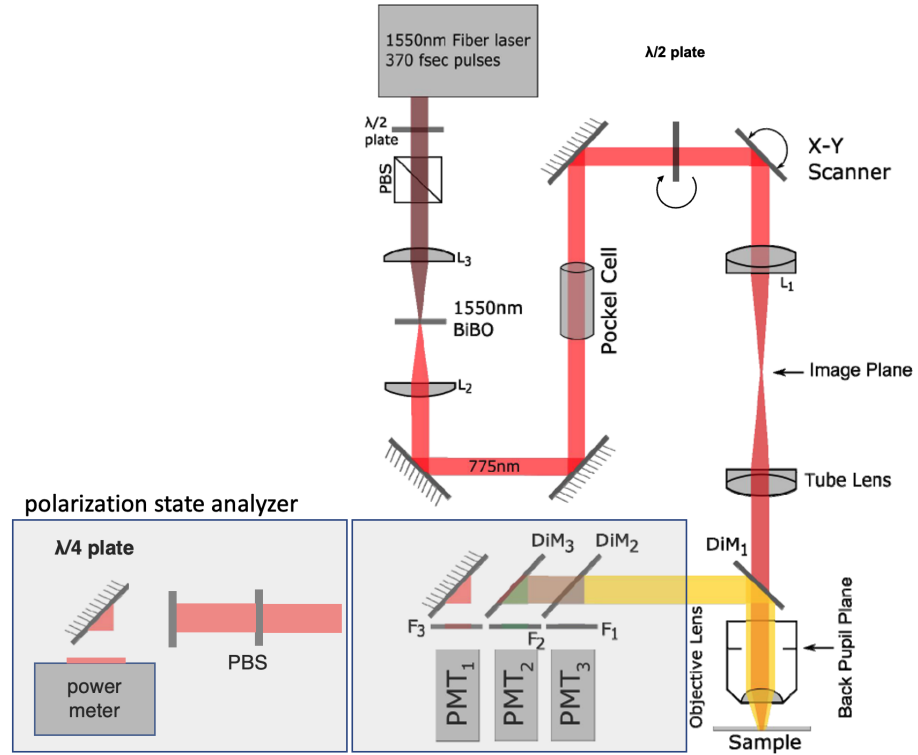 1550nm Fiber laser
370 fsec pulses
λ/2 plate
λ/2
plate
PBS
X-Y
Scanner
L3
L1
1550nm
BiBO
Pockel Cell
Image Plane
L2
775nm
Tube Lens
polarization state analyzer
λ/4 plate
DiM3
DiM2
DiM1
F3
F2
F1
PBS
power
meter
PMT1
PMT2
PMT3
Objective Lens
Back Pupil Plane
Sample